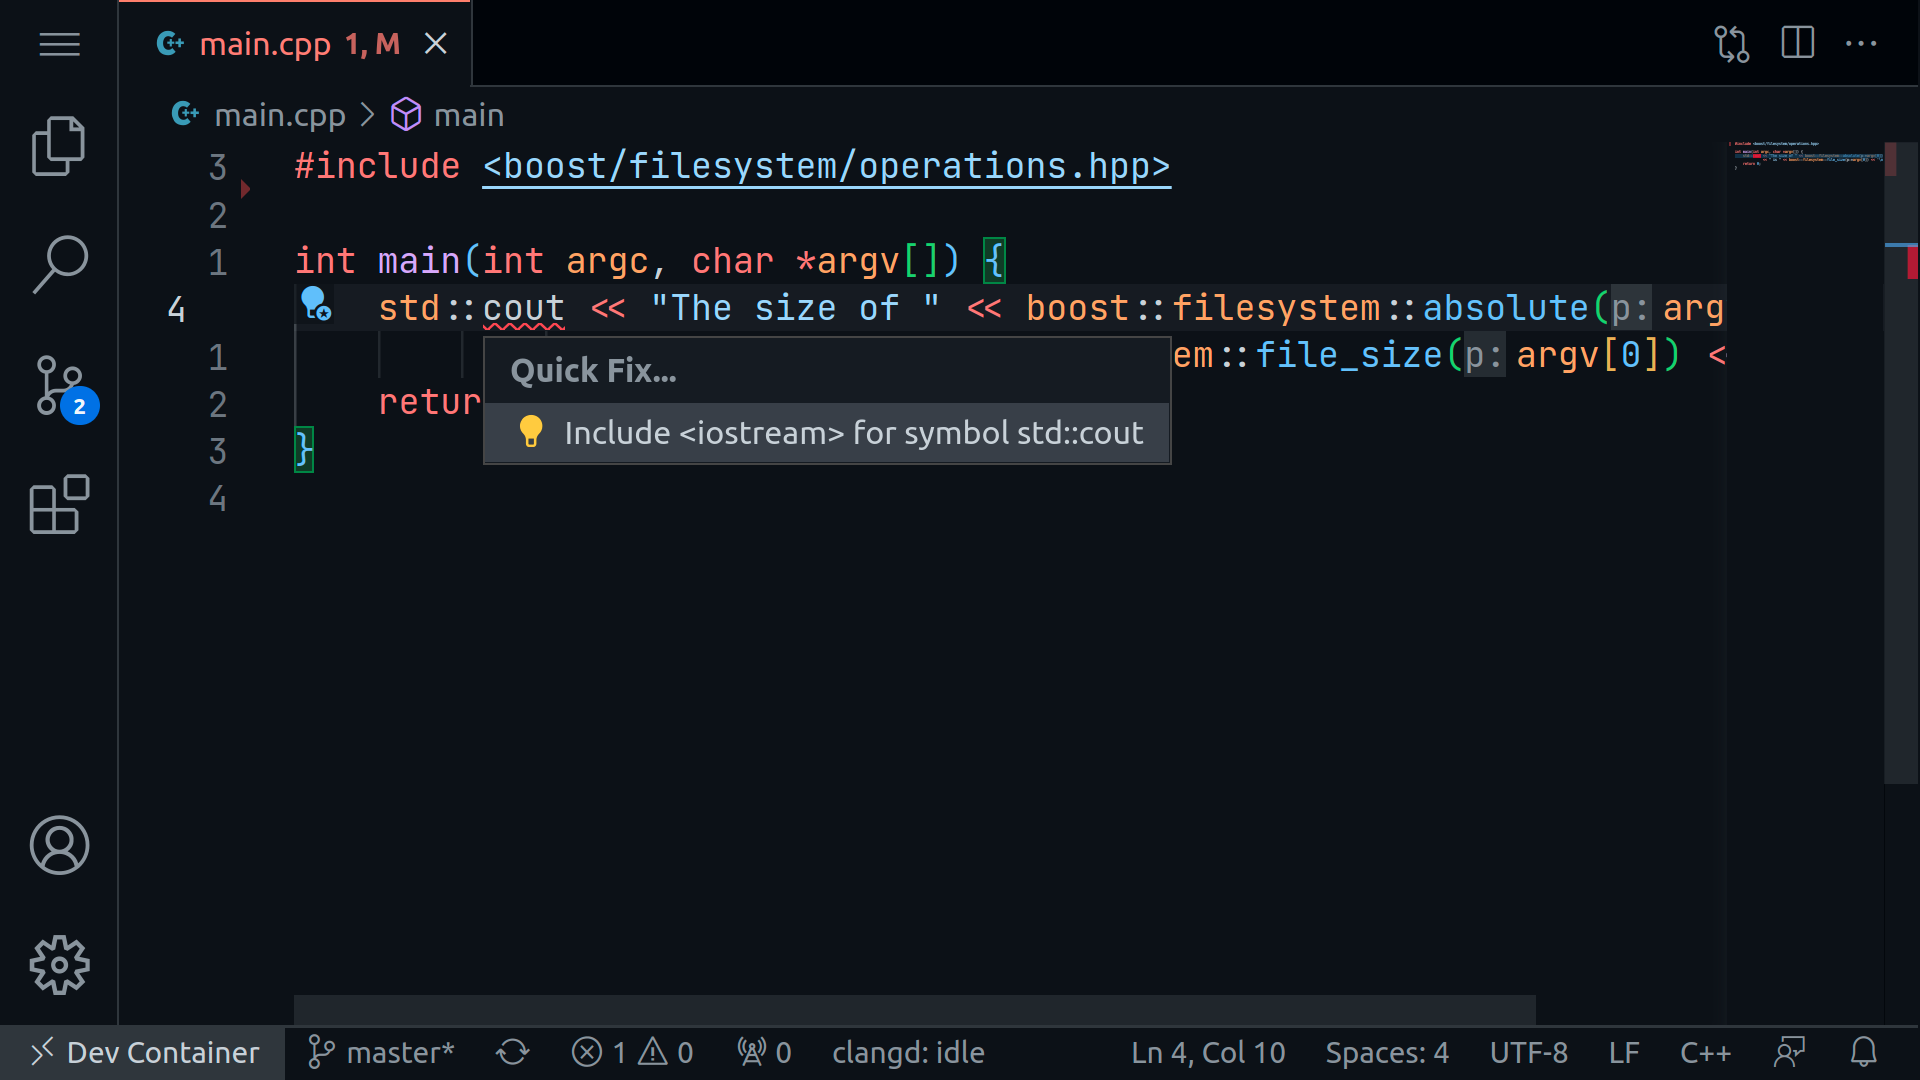 main.cpp 1, M
main.cpp > main
3 #include <boost/filesystem/operations.hpp>
2
1 int main(int argc, char *argv[]) {
4 std::cout << "The size of " << boost::filesystem::absolute(p: arg
1 em::file_size(p: argv[0]) <
2 retur
3 }
4
Quick Fix...
Include <iostream> for symbol std::cout
2
Dev Container master* 1 0 0 clangd: idle Ln 4, Col 10 Spaces: 4 UTF-8 LF C++